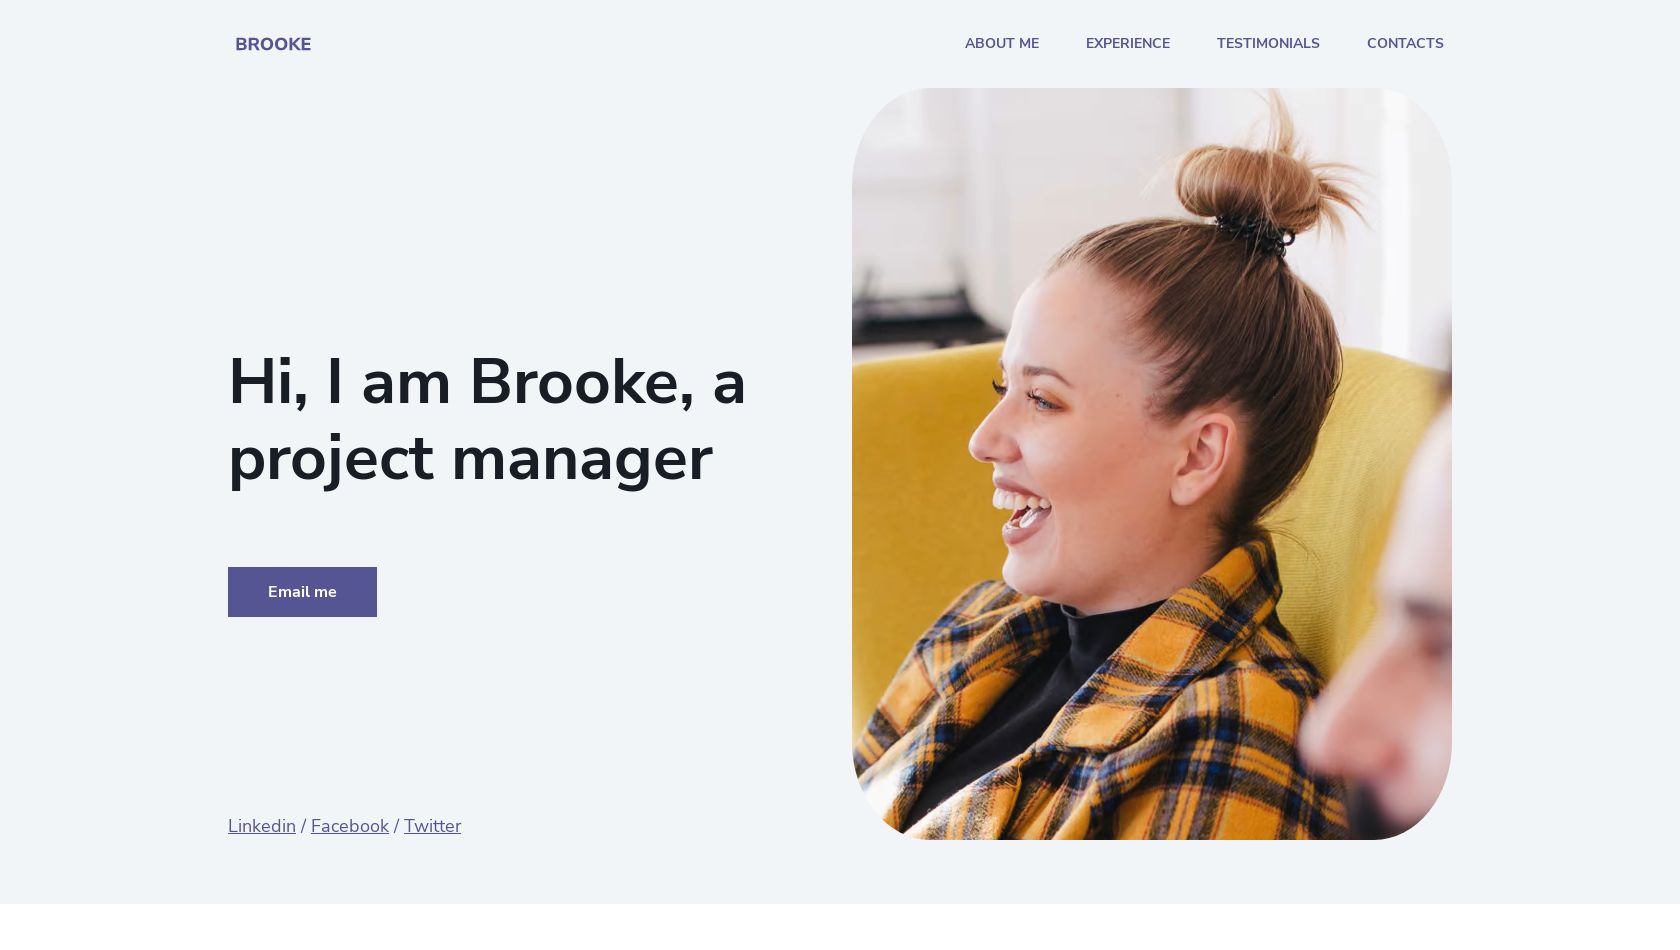 BROOKE
ABOUT ME EXPERIENCE TESTIMONIALS CONTACTS
Hi, I am Brooke, a
project manager
Email me
Linkedin / Facebook / Twitter